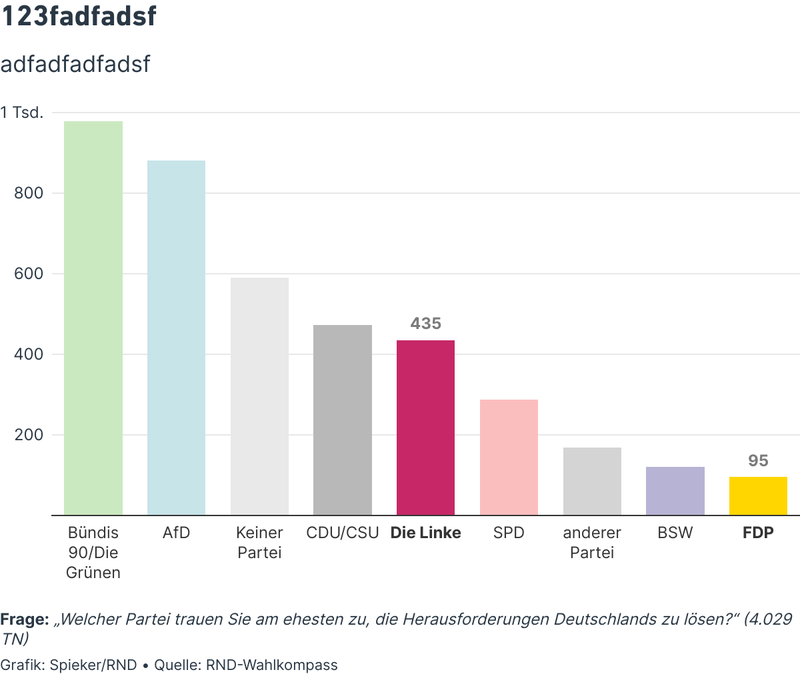 123fadfadsf
adfadfadfadsf
1 Tsd.
800
600
400
200
435
95
Bündis
90/Die
Grünen
AfD
Keiner
Partei
CDU/CSU
Die Linke
SPD
anderer
Partei
BSW
FDP
Frage: „Welcher Partei trauen Sie am ehesten zu, die Herausforderungen Deutschlands zu lösen?“ (4.029
TN)
Grafik: Spieker/RND • Quelle: RND-Wahlkompass